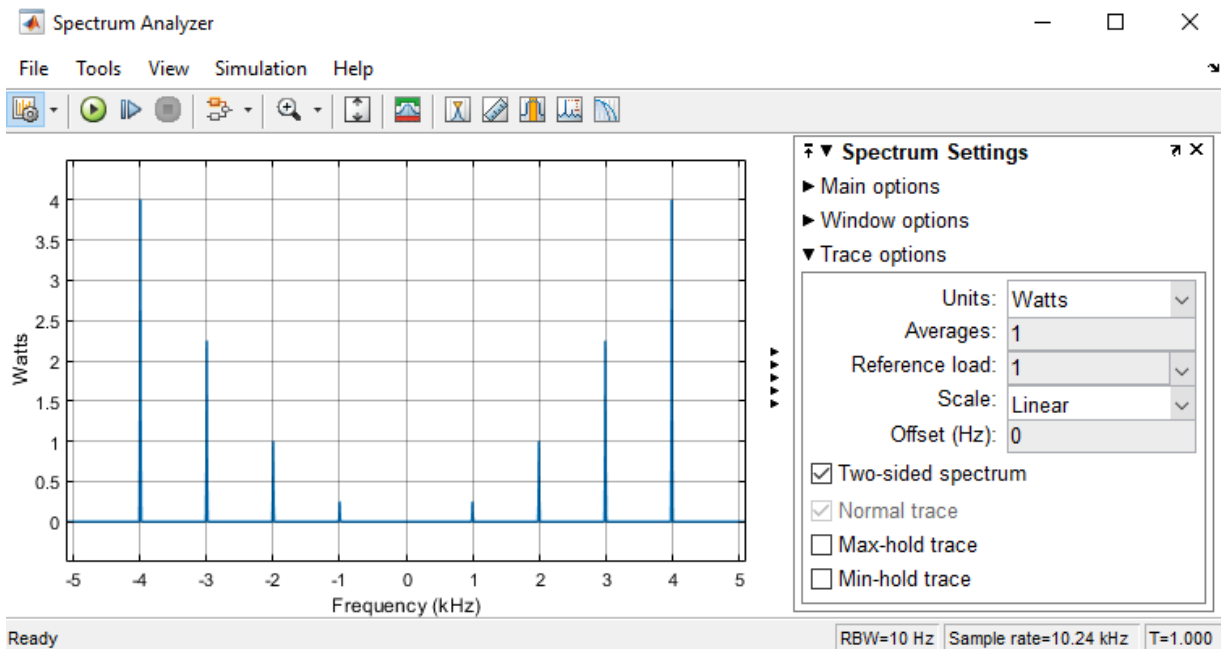 Spectrum Analyzer
File Tools View Simulation Help
Spectrum Settings
Main options
Window options
Trace options
Units: Watts
Averages: 1
Reference load: 1
Scale: Linear
Offset (Hz): 0
Two-sided spectrum
Normal trace
Max-hold trace
Min-hold trace
4
3.5
3
2.5
2
1.5
1
0.5
0
Watts
-5 -4 -3 -2 -1 0 1 2 3 4 5
Frequency (kHz)
Ready RBW=10 Hz Sample rate=10.24 kHz T=1.000